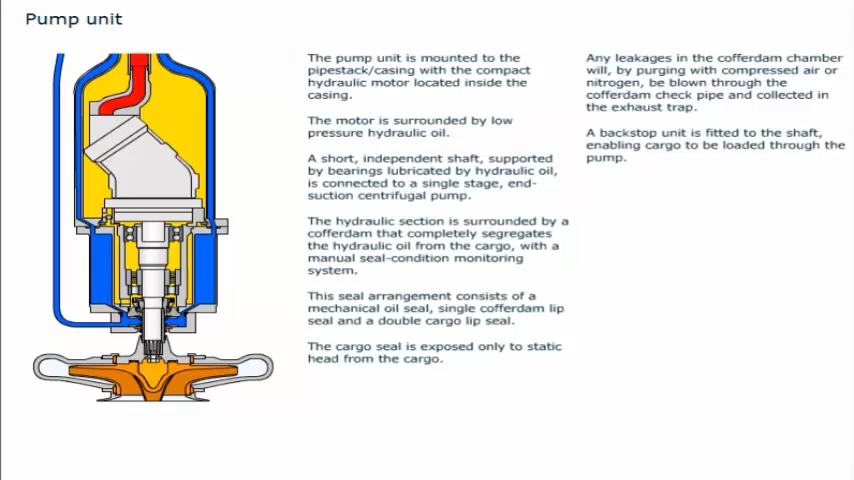 Pump unit
The pump unit is mounted to the
pipestack/casing with the compact
hydraulic motor located inside the
casing.
The motor is surrounded by low
pressure hydraulic oil.
A short, independent shaft, supported
by bearings lubricated by hydraulic oil,
is connected to a single stage, end-
suction centrifugal pump.
The hydraulic section is surrounded by a
cofferdam that completely segregates
the hydraulic oil from the cargo, with a
manual seal-condition monitoring
system.
This seal arrangement consists of a
mechanical oil seal, single cofferdam lip
seal and a double cargo lip seal.
The cargo seal is exposed only to static
head from the cargo.
Any leakages in the cofferdam chamber
will, by purging with compressed air or
nitrogen, be blown through the
cofferdam check pipe and collected in
the exhaust trap.
A backstop unit is fitted to the shaft,
enabling cargo to be loaded through the
pump.